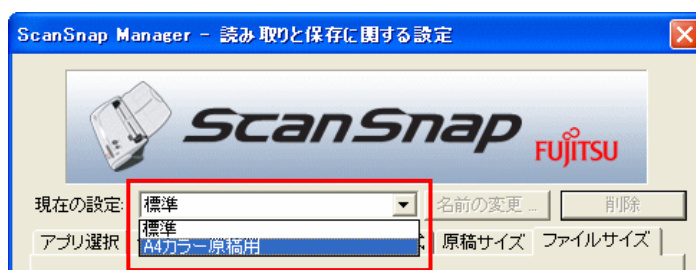 ScanSnap Manager - 読み取りと保存に関する設定
ScanSnap
FUJITSU
現在の設定: 標準 名前の変更... 削除
標準
A4カラー原稿用
アプリ選択 原稿サイズ ファイルサイズ